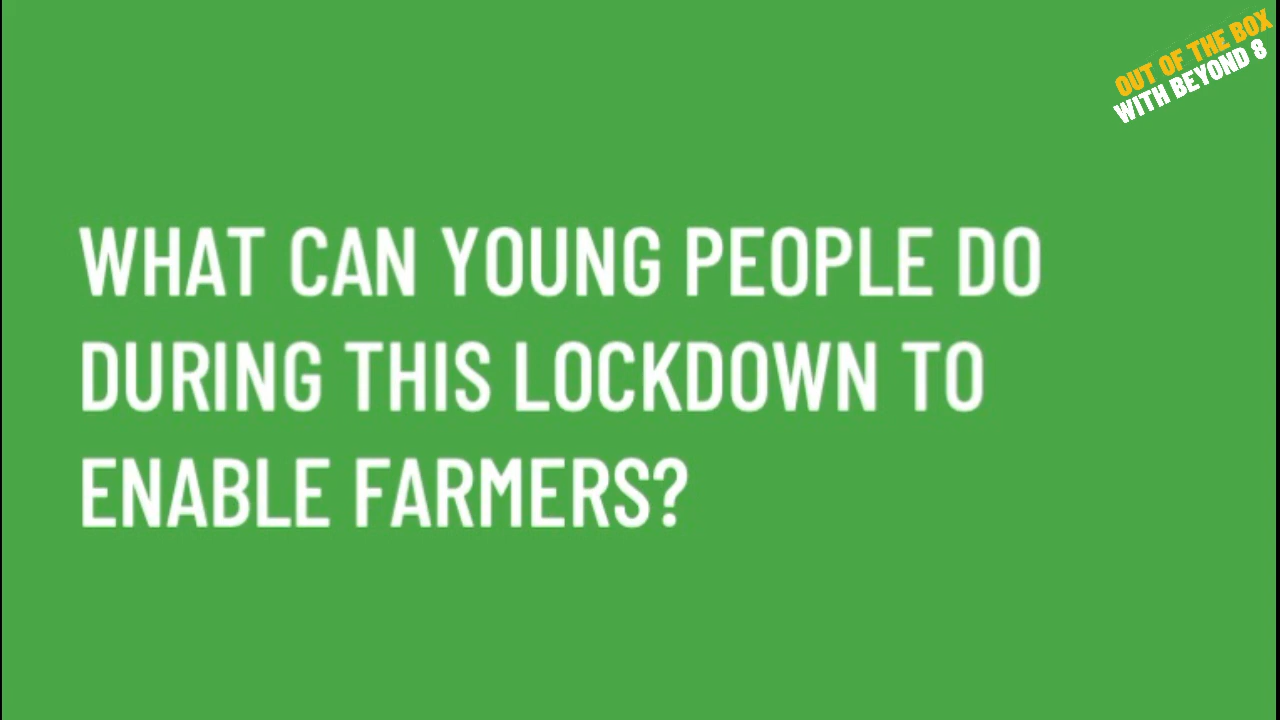 OUT OF THE BOX
WITH BEYOND 8
WHAT CAN YOUNG PEOPLE DO
DURING THIS LOCKDOWN TO
ENABLE FARMERS?